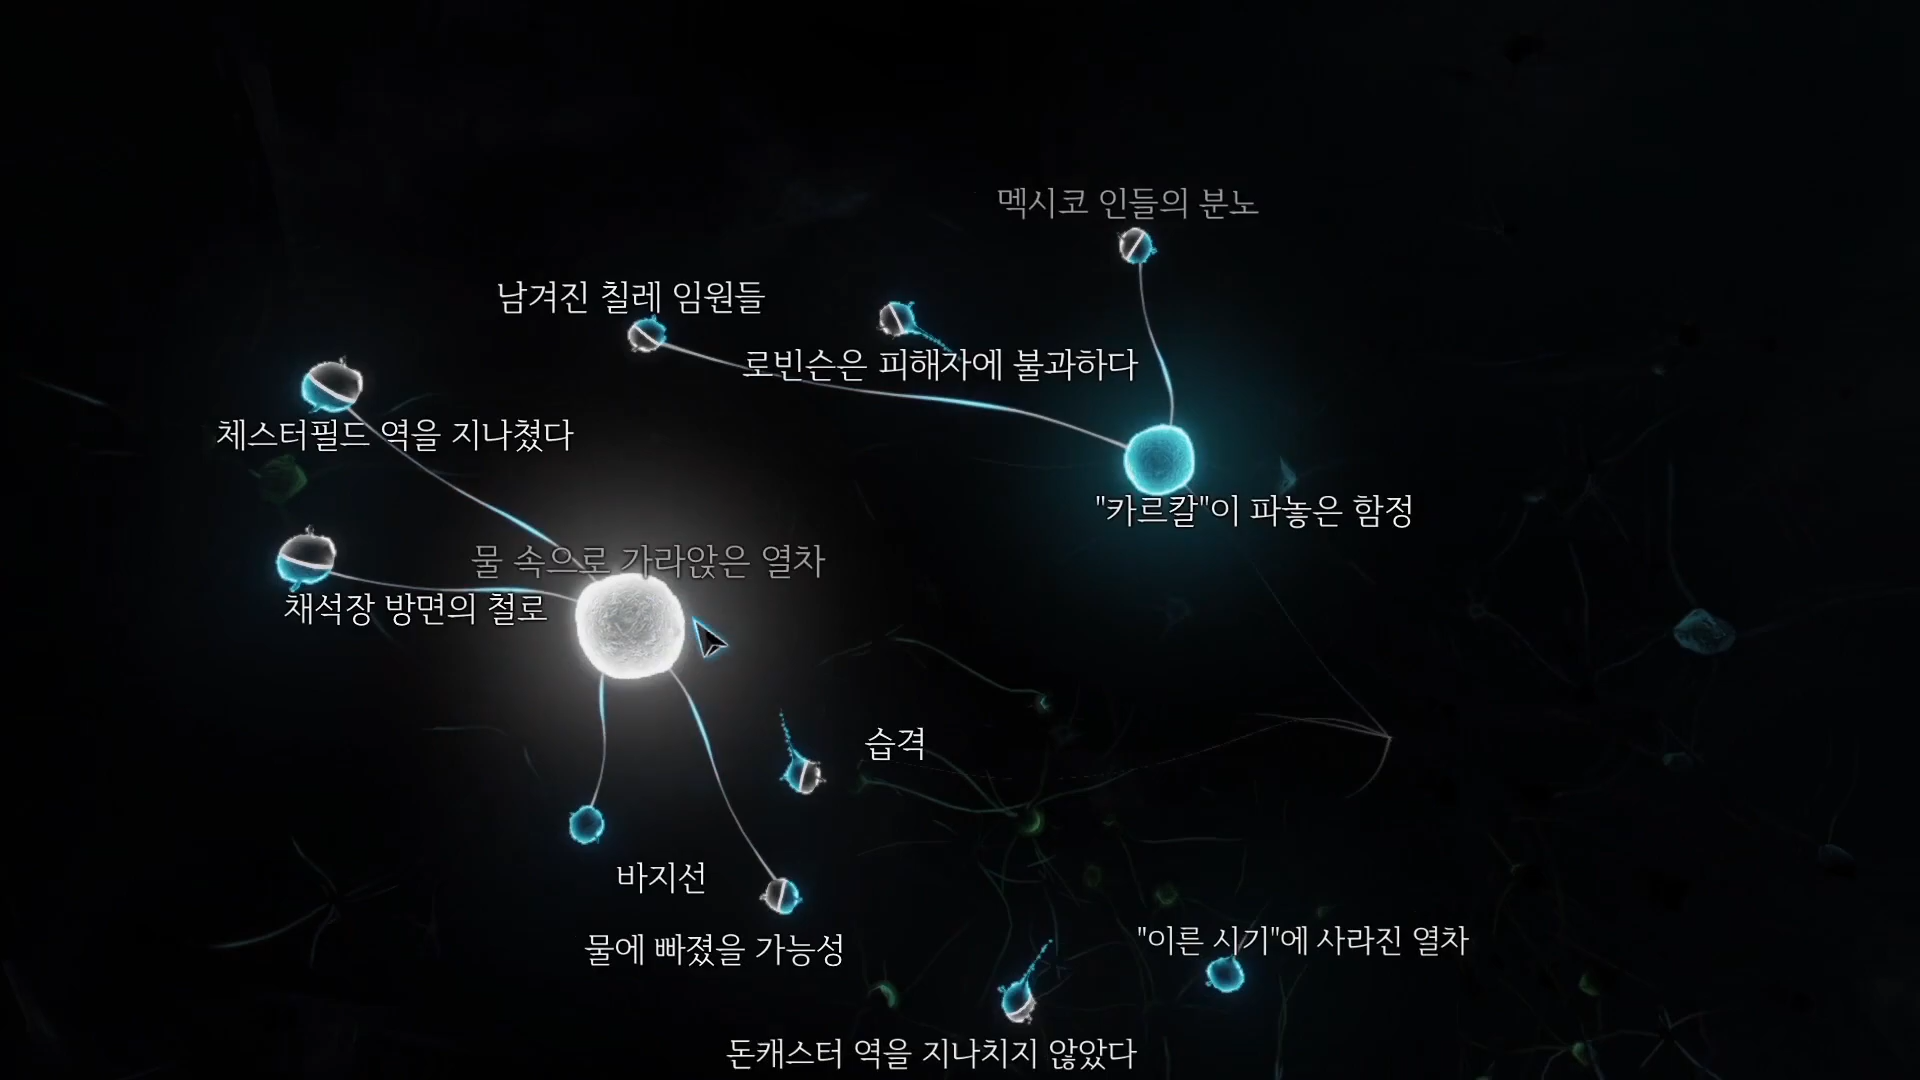 멕시코 인들의 분노
남겨진 칠레 임원들
로빈슨은 피해자에 불과하다
체스터필드 역을 지나쳤다
"카르칼"이 파놓은 함정
물 속으로 가라앉은 열차
채석장 방면의 철로
습격
바지선
물에 빠졌을 가능성
"이른 시기"에 사라진 열차
돈캐스터 역을 지나치지 않았다